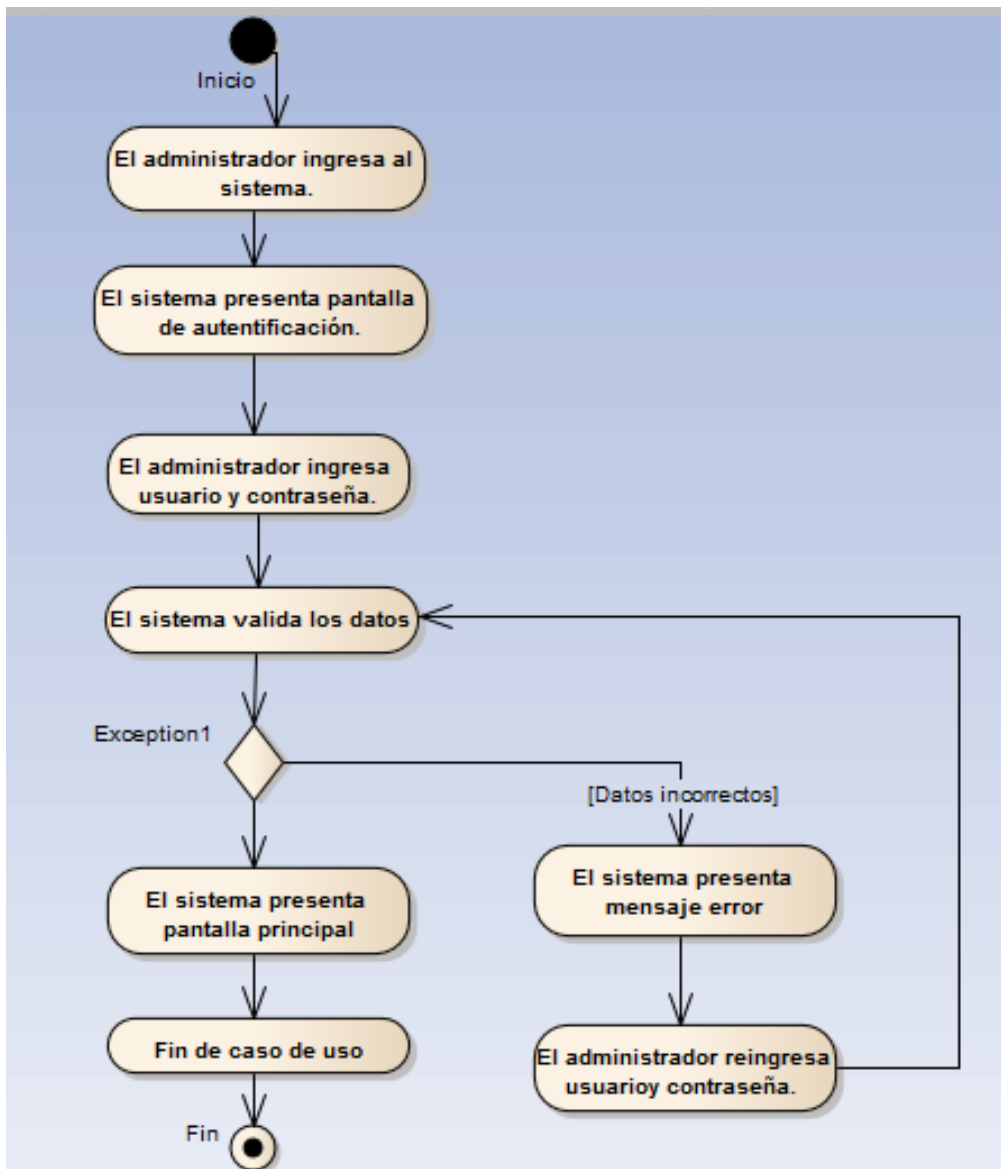 Inicio
El administrador ingresa al
sistema.
El sistema presenta pantalla
de autentificación.
El administrador ingresa
usuario y contraseña.
El sistema valida los datos
Exception1
[Datos incorrectos]
El sistema presenta
pantalla principal
El sistema presenta
mensaje error
Fin de caso de uso
El administrador reingresa
usuarioy contraseña.
Fin